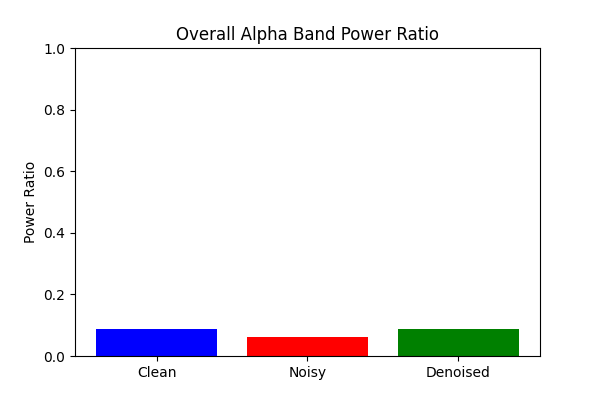 Overall Alpha Band Power Ratio
Power Ratio
1.0
0.8
0.6
0.4
0.2
0.0
Clean
Noisy
Denoised